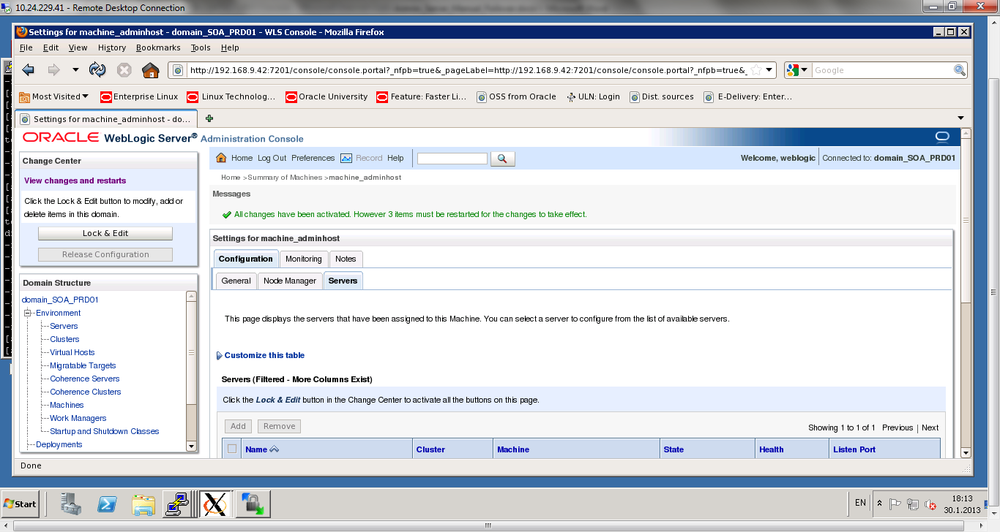 10.24.229.41 - Remote Desktop Connection
Settings for machine_adminhost - domain_SOA_PRD01 - WLS Console - Mozilla Firefox
File Edit View History Bookmarks Tools Help
http://192.168.9.42:7201/console/console.portal?_nfpb=true&_pageLabel=http://192.168.9.42:7201/console/console.portal?_nfpb=true&_
Google
Most Visited Enterprise Linux Linux Technolog... Oracle University Feature: Faster Li... OSS from Oracle ULN: Login Dist. sources E-Delivery: Enter...
Settings for machine_adminhost - do...
ORACLE WebLogic Server® Administration Console
Change Center
View changes and restarts
Click the Lock & Edit button to modify, add or
delete items in this domain.
Lock & Edit
Release Configuration
Domain Structure
domain_SOA_PRD01
Environment
Servers
Clusters
Virtual Hosts
Migratable Targets
Coherence Servers
Coherence Clusters
Machines
Work Managers
Startup and Shutdown Classes
Deployments
Home Log Out Preferences Record Help
Welcome, weblogic Connected to: domain_SOA_PRD01
Home >Summary of Machines >machine_adminhost
Messages
All changes have been activated. However 3 items must be restarted for the changes to take effect.
Settings for machine_adminhost
Configuration Monitoring Notes
General Node Manager Servers
This page displays the servers that have been assigned to this Machine. You can select a server to configure from the list of available servers.
Customize this table
Servers (Filtered - More Columns Exist)
Click the Lock & Edit button in the Change Center to activate all the buttons on this page.
Add Remove
Showing 1 to 1 of 1 Previous | Next
Name Cluster Machine State Health Listen Port
Done
Start
EN
18:13
30.1.2013